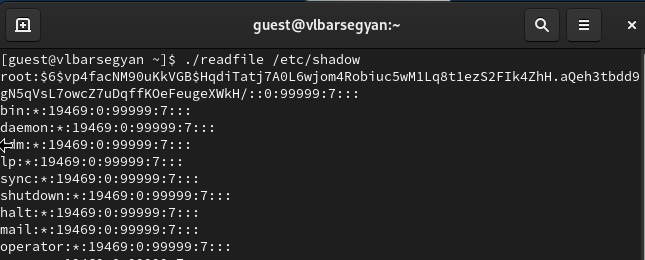 guest@vlbarsegyan:~
[guest@vlbarsegyan ~]$ ./readfile /etc/shadow
root:$6$vp4facNM90uKkVGB$HqdiTatj7A0L6wjom4Robiuc5wM1Lq8t1ezS2FIk4ZhH.aQeh3tbdd9
gN5qVsL7owcZ7uDqffKOeFeugeXWkH/::0:99999:7:::
bin:*:19469:0:99999:7:::
daemon:*:19469:0:99999:7:::
adm:*:19469:0:99999:7:::
lp:*:19469:0:99999:7:::
sync:*:19469:0:99999:7:::
shutdown:*:19469:0:99999:7:::
halt:*:19469:0:99999:7:::
mail:*:19469:0:99999:7:::
operator:*:19469:0:99999:7:::